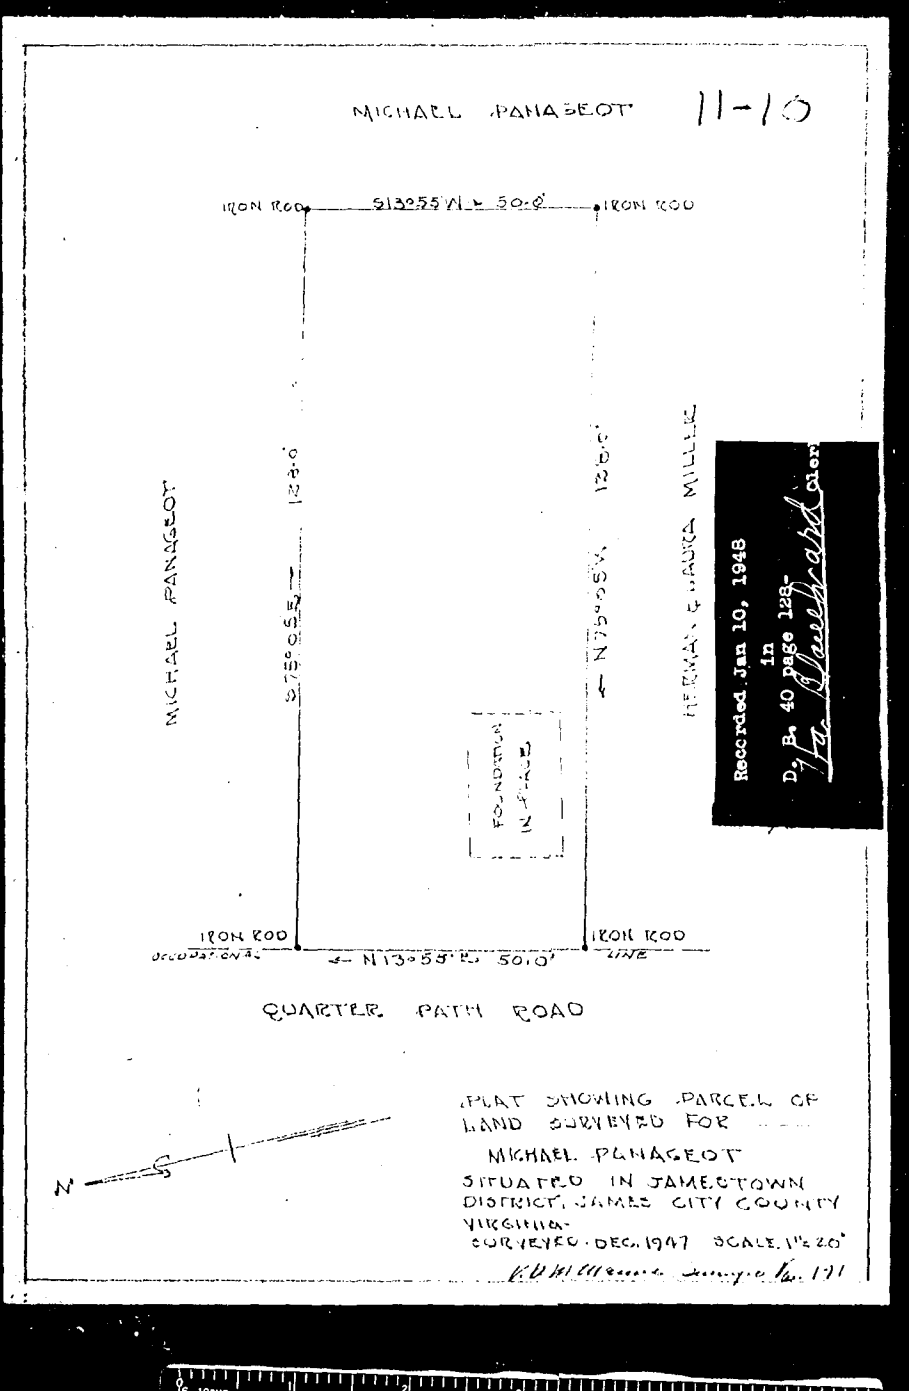 MICHAEL PANAGEOT 11-10
IRON ROD S13°55'W 50.0' IRON ROD
MICHAEL PANAGEOT
S75°05'E 128.0'
N75°05'W 128.0'
HERMAN & LAURA MILLER
Recorded Jan 10, 1948
in
D. B. 40 page 128-
Clerk
FOUNDATION
IN PLACE
IRON ROD IRON ROD
OCCUPATIONAL N13°55'E 50.0' LINE
QUARTER PATH ROAD
N S
PLAT SHOWING PARCEL OF
LAND SURVEYED FOR
MICHAEL PANAGEOT
SITUATED IN JAMESTOWN
DISTRICT, JAMES CITY COUNTY
VIRGINIA-
SURVEYED-DEC. 1947 SCALE, 1"=20'